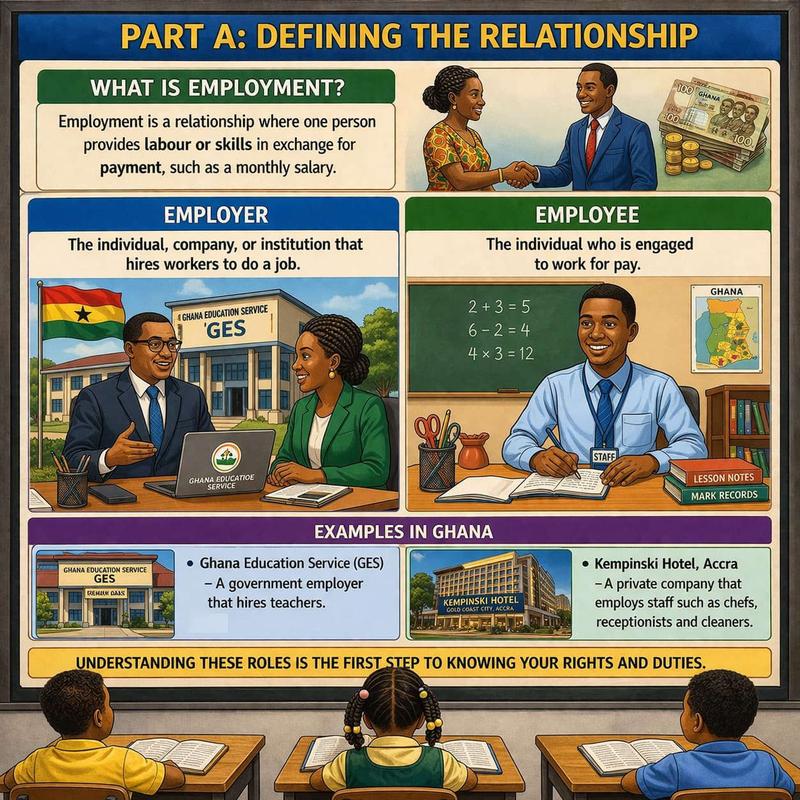 PART A: DEFINING THE RELATIONSHIP
WHAT IS EMPLOYMENT?
Employment is a relationship where one person
provides labour or skills in exchange for
payment, such as a monthly salary.
100
GHANA
100
100
EMPLOYER
The individual, company, or institution that
hires workers to do a job.
GHANA EDUCATION SERVICE
'GES
GHANA EDUCATIOE
SERVICE
EMPLOYEE
The individual who is engaged
to work for pay.
2 + 3 = 5
6 – 2 = 4
4 × 3 = 12
GHANA
STAFF
LESSON NOTES
MARK RECORDS
EXAMPLES IN GHANA
GHANA EDUCATION SERVICE
GES
• Ghana Education Service (GES)
– A government employer
that hires teachers.
KEMPINSKI HOTEL
GOLD COAST CITY, ACCRA
• Kempinski Hotel, Accra
– A private company that
employs staff such as chefs,
receptionists and cleaners.
UNDERSTANDING THESE ROLES IS THE FIRST STEP TO KNOWING YOUR RIGHTS AND DUTIES.